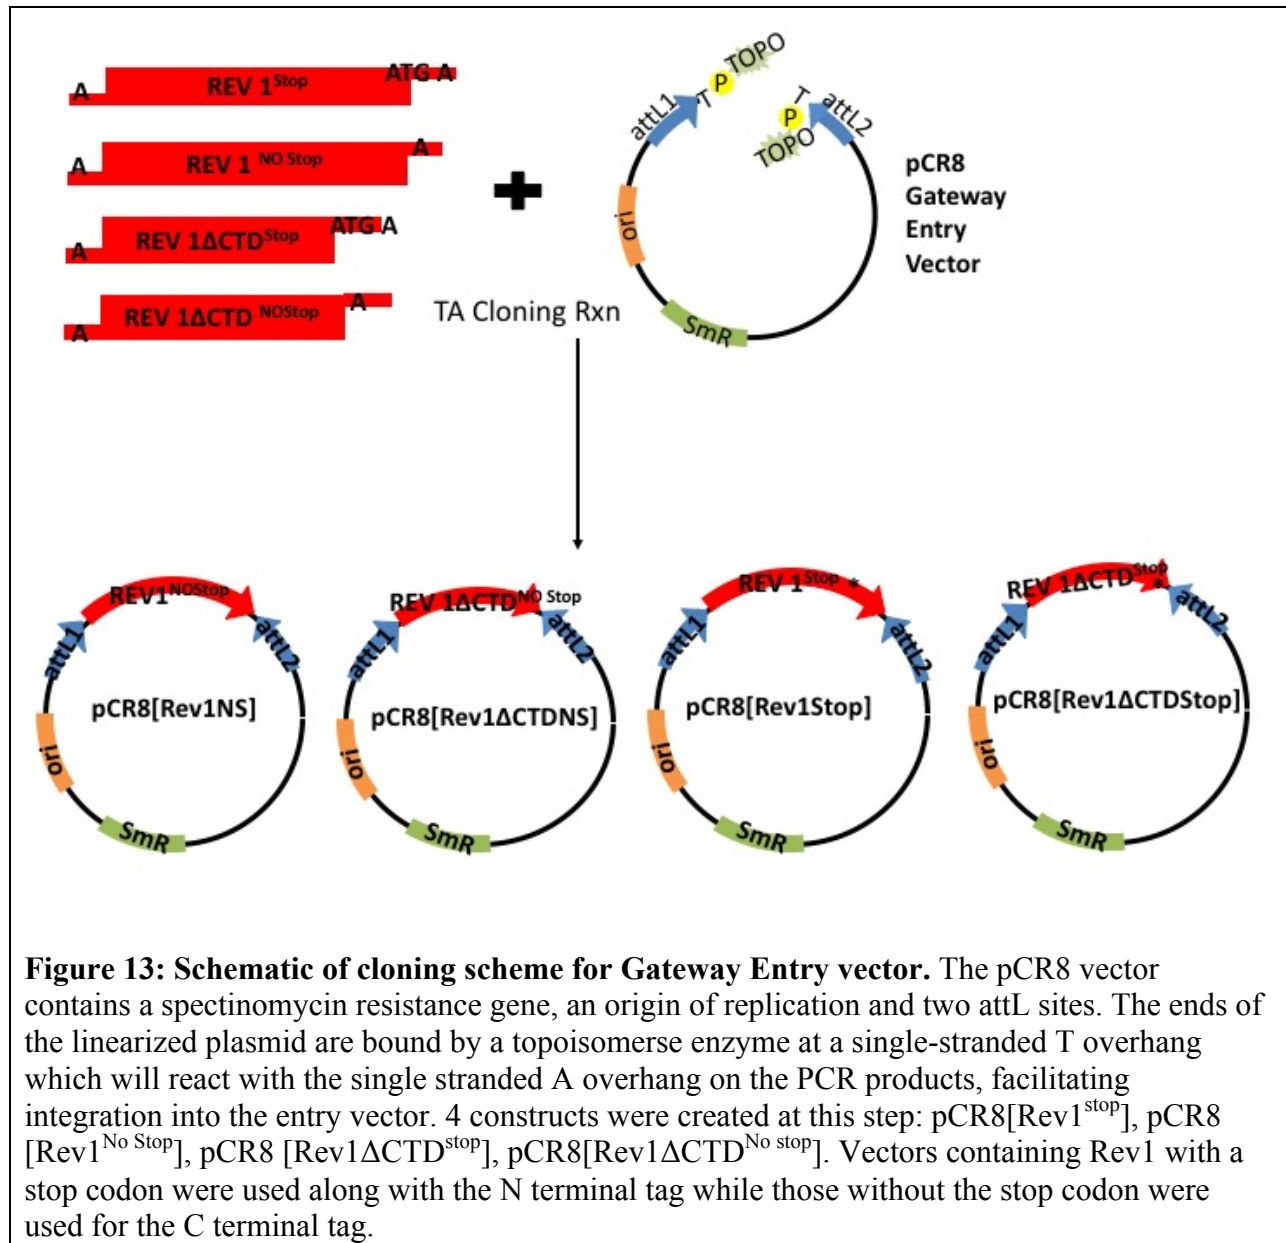 A REV 1Stop ATG A
A REV 1 NO Stop A
A REV 1ΔCTDStop ATG A
A REV 1ΔCTD NOStop A
attL1 T P TOPO
T P TOPO attL2
ori
SmR
pCR8
Gateway
Entry
Vector
TA Cloning Rxn
REV1NOStop
attL1
attL2
pCR8[Rev1NS]
ori
SmR
REV 1ΔCTDNO Stop
attL1
attL2
pCR8[Rev1ΔCTDNS]
ori
SmR
REV 1Stop *
attL1
attL2
pCR8[Rev1Stop]
ori
SmR
REV 1ΔCTDStop *
attL1
attL2
pCR8[Rev1ΔCTDStop]
ori
SmR
Figure 13: Schematic of cloning scheme for Gateway Entry vector. The pCR8 vector
contains a spectinomycin resistance gene, an origin of replication and two attL sites. The ends of
the linearized plasmid are bound by a topoisomerse enzyme at a single-stranded T overhang
which will react with the single stranded A overhang on the PCR products, facilitating
integration into the entry vector. 4 constructs were created at this step: pCR8[Rev1stop], pCR8
[Rev1No Stop], pCR8 [Rev1ΔCTDstop], pCR8[Rev1ΔCTDNo stop]. Vectors containing Rev1 with a
stop codon were used along with the N terminal tag while those without the stop codon were
used for the C terminal tag.